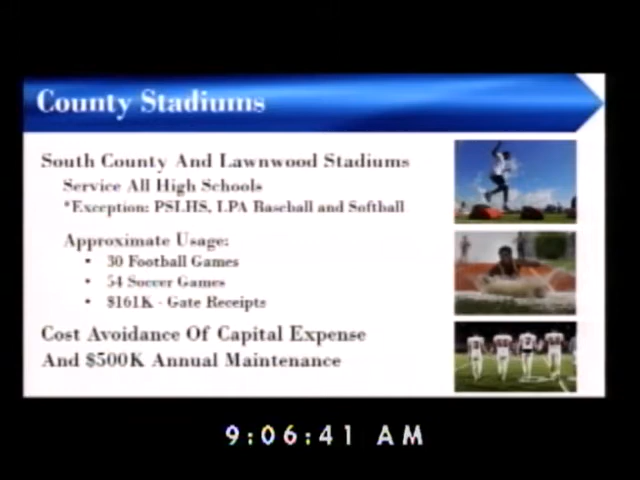 County Stadiums
South County And Lawnwood Stadiums
Service All High Schools
*Exception: PSLHS, LPA Baseball and Softball
Approximate Usage:
• 30 Football Games
• 54 Soccer Games
• $161K - Gate Receipts
Cost Avoidance Of Capital Expense
And $500K Annual Maintenance
9:06:41 AM